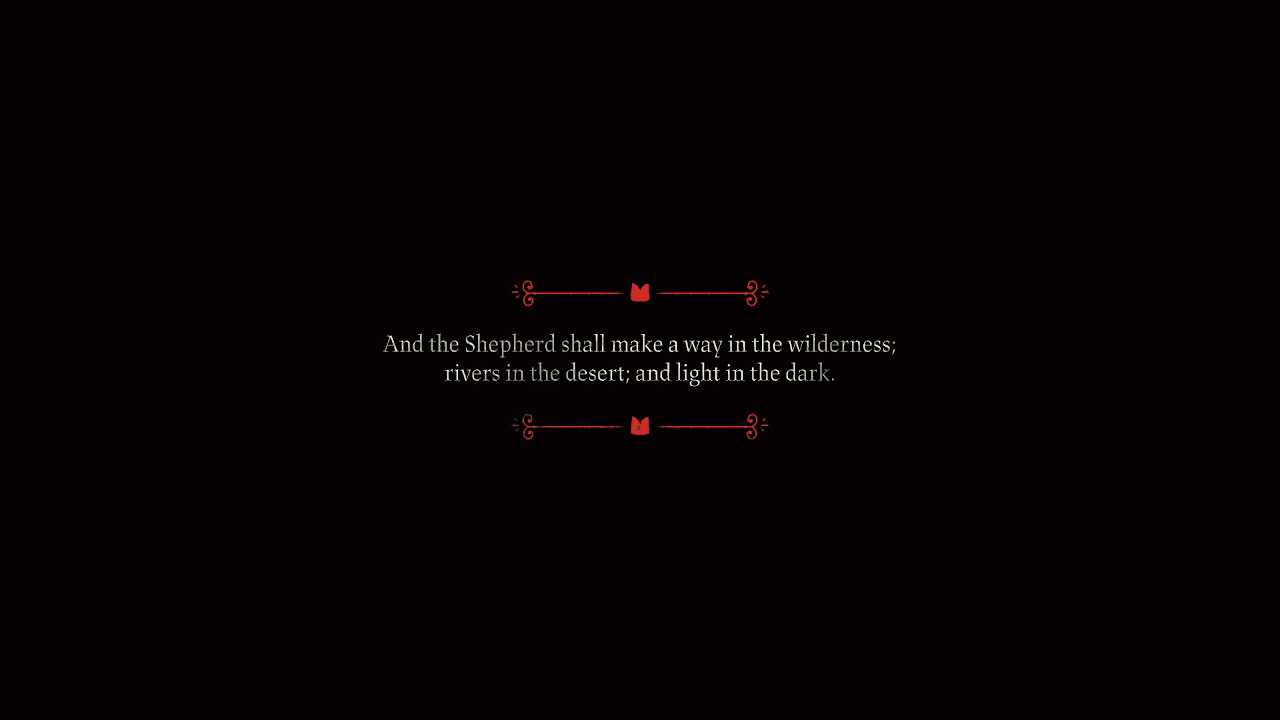 And the Shepherd shall make a way in the wilderness;
rivers in the desert; and light in the dark.